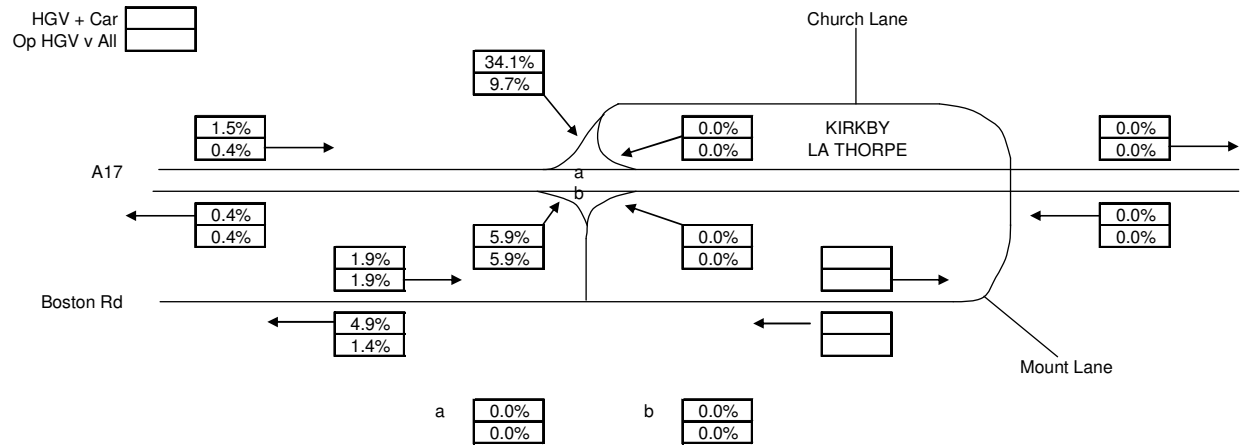 HGV + Car
Op HGV v All
Church Lane
34.1%
9.7%
1.5%
0.4%
0.0%
0.0%
KIRKBY
LA THORPE
0.0%
0.0%
A17
a
b
0.4%
0.4%
5.9%
5.9%
0.0%
0.0%
0.0%
0.0%
1.9%
1.9%
Boston Rd
4.9%
1.4%
Mount Lane
a
0.0%
0.0%
b
0.0%
0.0%